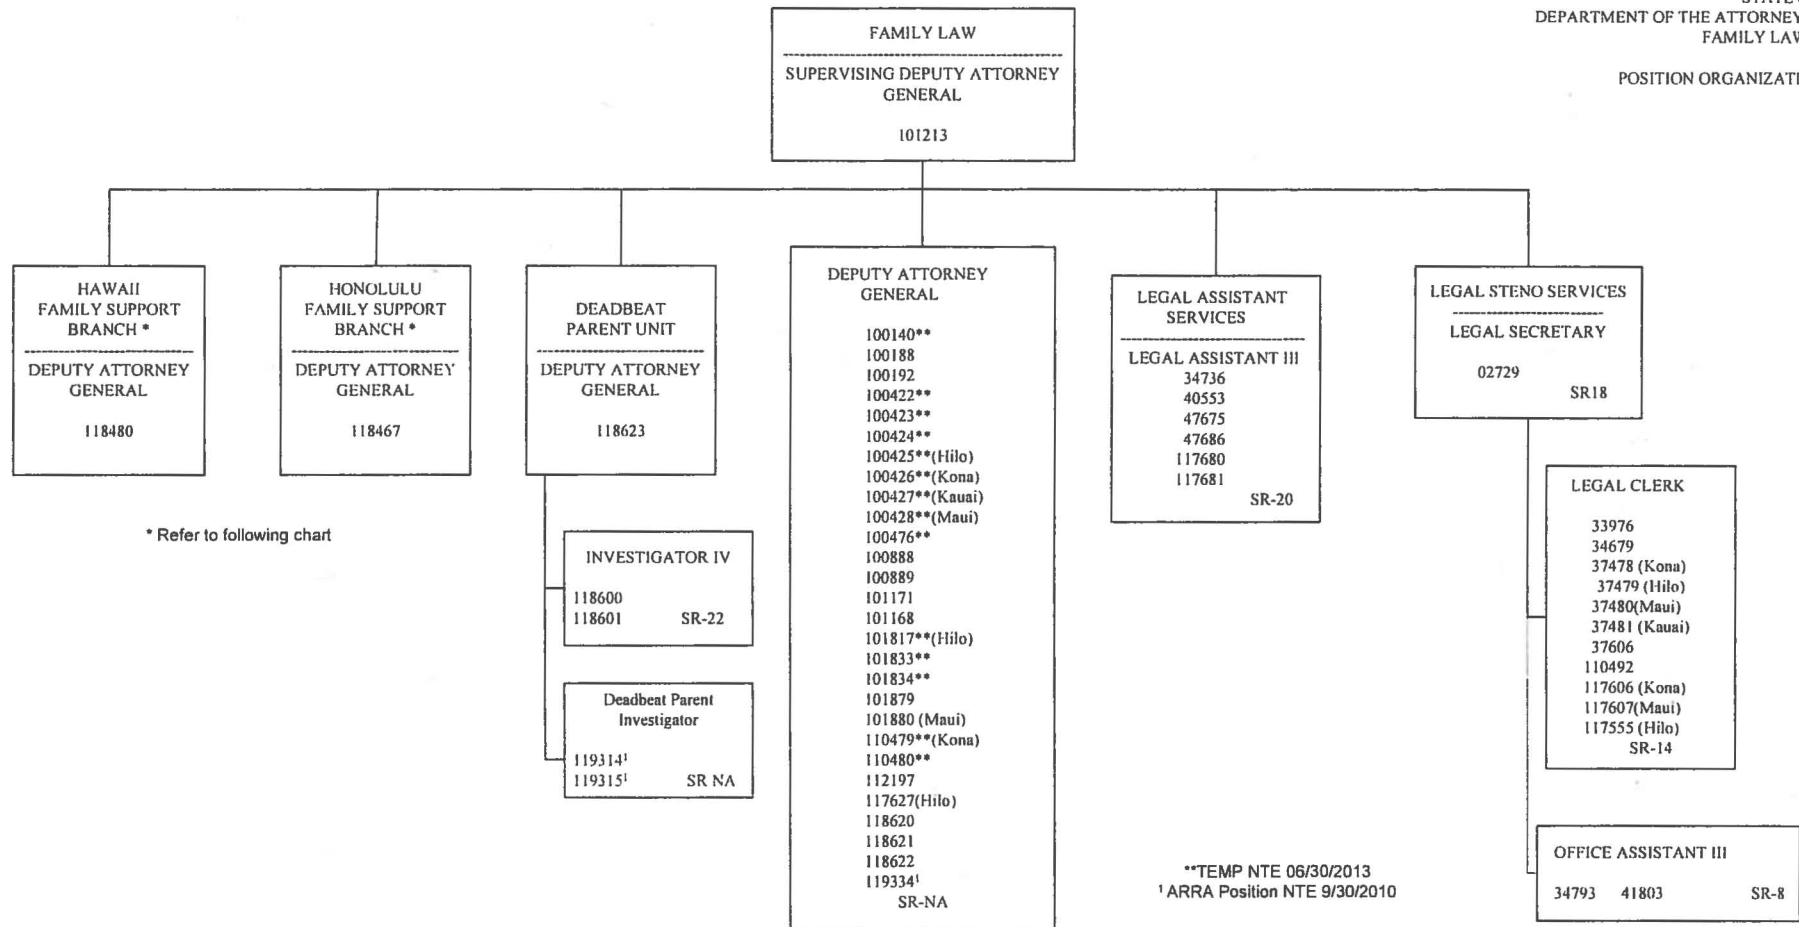 DEPARTMENT OF THE ATTORNEY
FAMILY LAW
POSITION ORGANIZATI
FAMILY LAW
SUPERVISING DEPUTY ATTORNEY
GENERAL
101213
HAWAII
FAMILY SUPPORT
BRANCH *
DEPUTY ATTORNEY
GENERAL
118480
HONOLULU
FAMILY SUPPORT
BRANCH *
DEPUTY ATTORNEY
GENERAL
118467
DEADBEAT
PARENT UNIT
DEPUTY ATTORNEY
GENERAL
118623
* Refer to following chart
INVESTIGATOR IV
118600
118601 SR-22
Deadbeat Parent
Investigator
119314¹
119315¹ SR NA
DEPUTY ATTORNEY
GENERAL
100140**
100188
100192
100422**
100423**
100424**
100425**(Hilo)
100426**(Kona)
100427**(Kauai)
100428**(Maui)
100476**
100888
100889
101171
101168
101817**(Hilo)
101833**
101834**
101879
101880 (Maui)
110479**(Kona)
110480**
112197
117627(Hilo)
118620
118621
118622
119334¹
SR-NA
LEGAL ASSISTANT
SERVICES
LEGAL ASSISTANT III
34736
40553
47675
47686
117680
117681
SR-20
LEGAL STENO SERVICES
LEGAL SECRETARY
02729
SR18
LEGAL CLERK
33976
34679
37478 (Kona)
37479 (Hilo)
37480(Maui)
37481 (Kauai)
37606
110492
117606 (Kona)
117607(Maui)
117555 (Hilo)
SR-14
OFFICE ASSISTANT III
34793 41803 SR-8
**TEMP NTE 06/30/2013
¹ ARRA Position NTE 9/30/2010